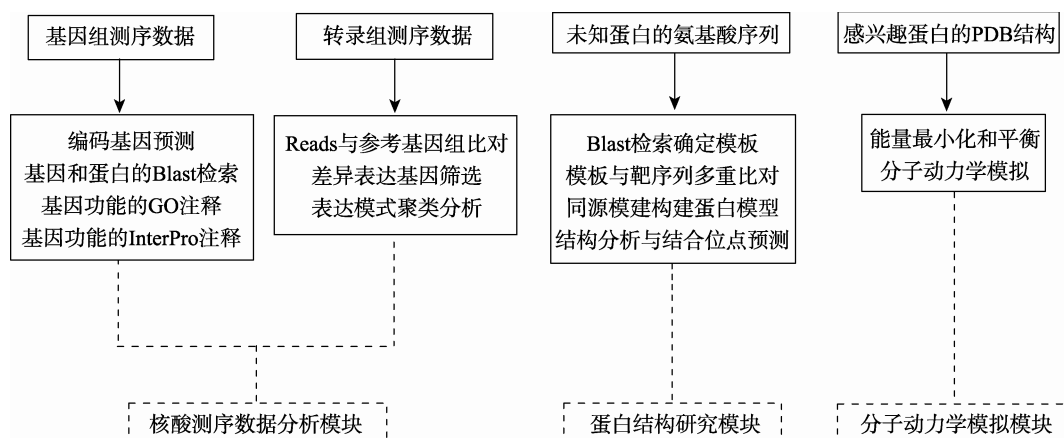 基因组测序数据
转录组测序数据
未知蛋白的氨基酸序列
感兴趣蛋白的PDB结构
编码基因预测
基因和蛋白的Blast检索
基因功能的GO注释
基因功能的InterPro注释
Reads与参考基因组比对
差异表达基因筛选
表达模式聚类分析
Blast检索确定模板
模板与靶序列多重比对
同源模建构建蛋白模型
结构分析与结合位点预测
能量最小化和平衡
分子动力学模拟
核酸测序数据分析模块
蛋白结构研究模块
分子动力学模拟模块